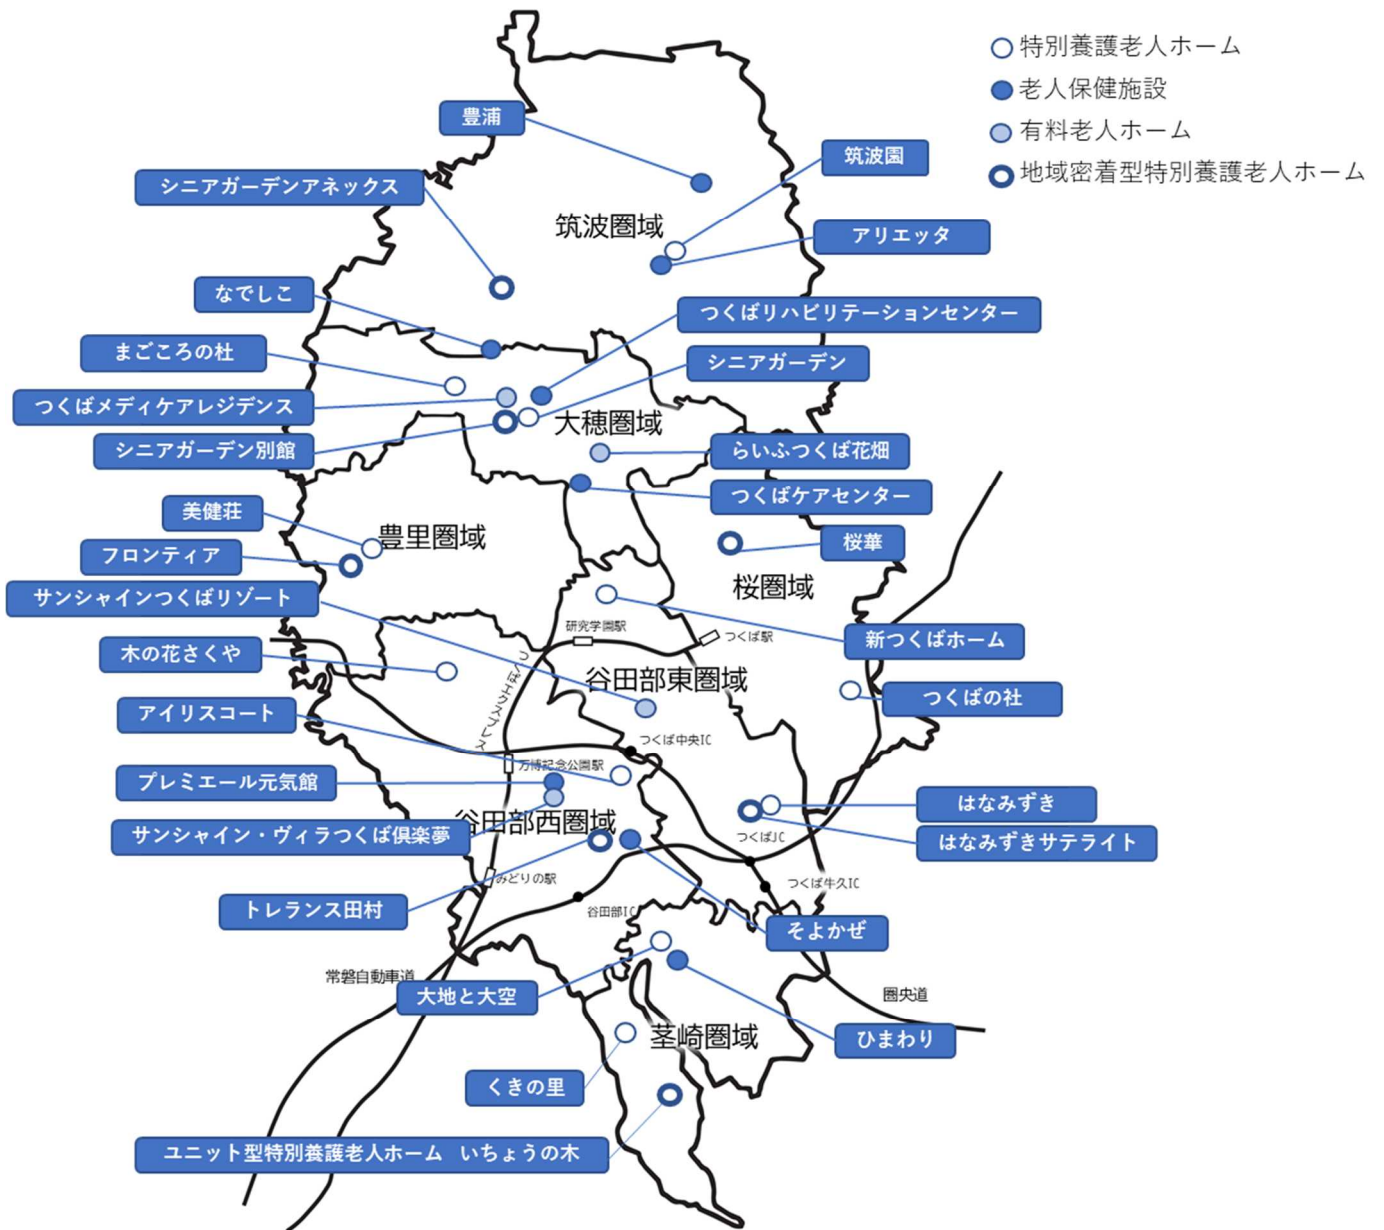 特別養護老人ホーム
老人保健施設
有料老人ホーム
地域密着型特別養護老人ホーム
豊浦
筑波園
シニアガーデンアネックス
筑波圏域
アリエッタ
なでしこ
つくばリハビリテーションセンター
まごころの杜
シニアガーデン
つくばメディケアレジデンス
大穂圏域
シニアガーデン別館
らいふつくば花畑
つくばケアセンター
美健荘
豊里圏域
桜華
フロンティア
桜圏域
サンシャインつくばリゾート
研究学園駅
つくば駅
新つくばホーム
木の花さくや
谷田部東圏域
つくばエクスプレス
つくばの社
アイリスコート
つくば中央IC
万博記念公園駅
プレミエール元気館
はなみずき
谷田部西圏域
サンシャイン・ヴィラつくば倶楽夢
つくばJC
はなみずきサテライト
みどりの駅
つくば牛久IC
トレランス田村
谷田部IC
そよかぜ
常磐自動車道
大地と大空
圏央道
茎崎圏域
ひまわり
くきの里
ユニット型特別養護老人ホーム いちょうの木